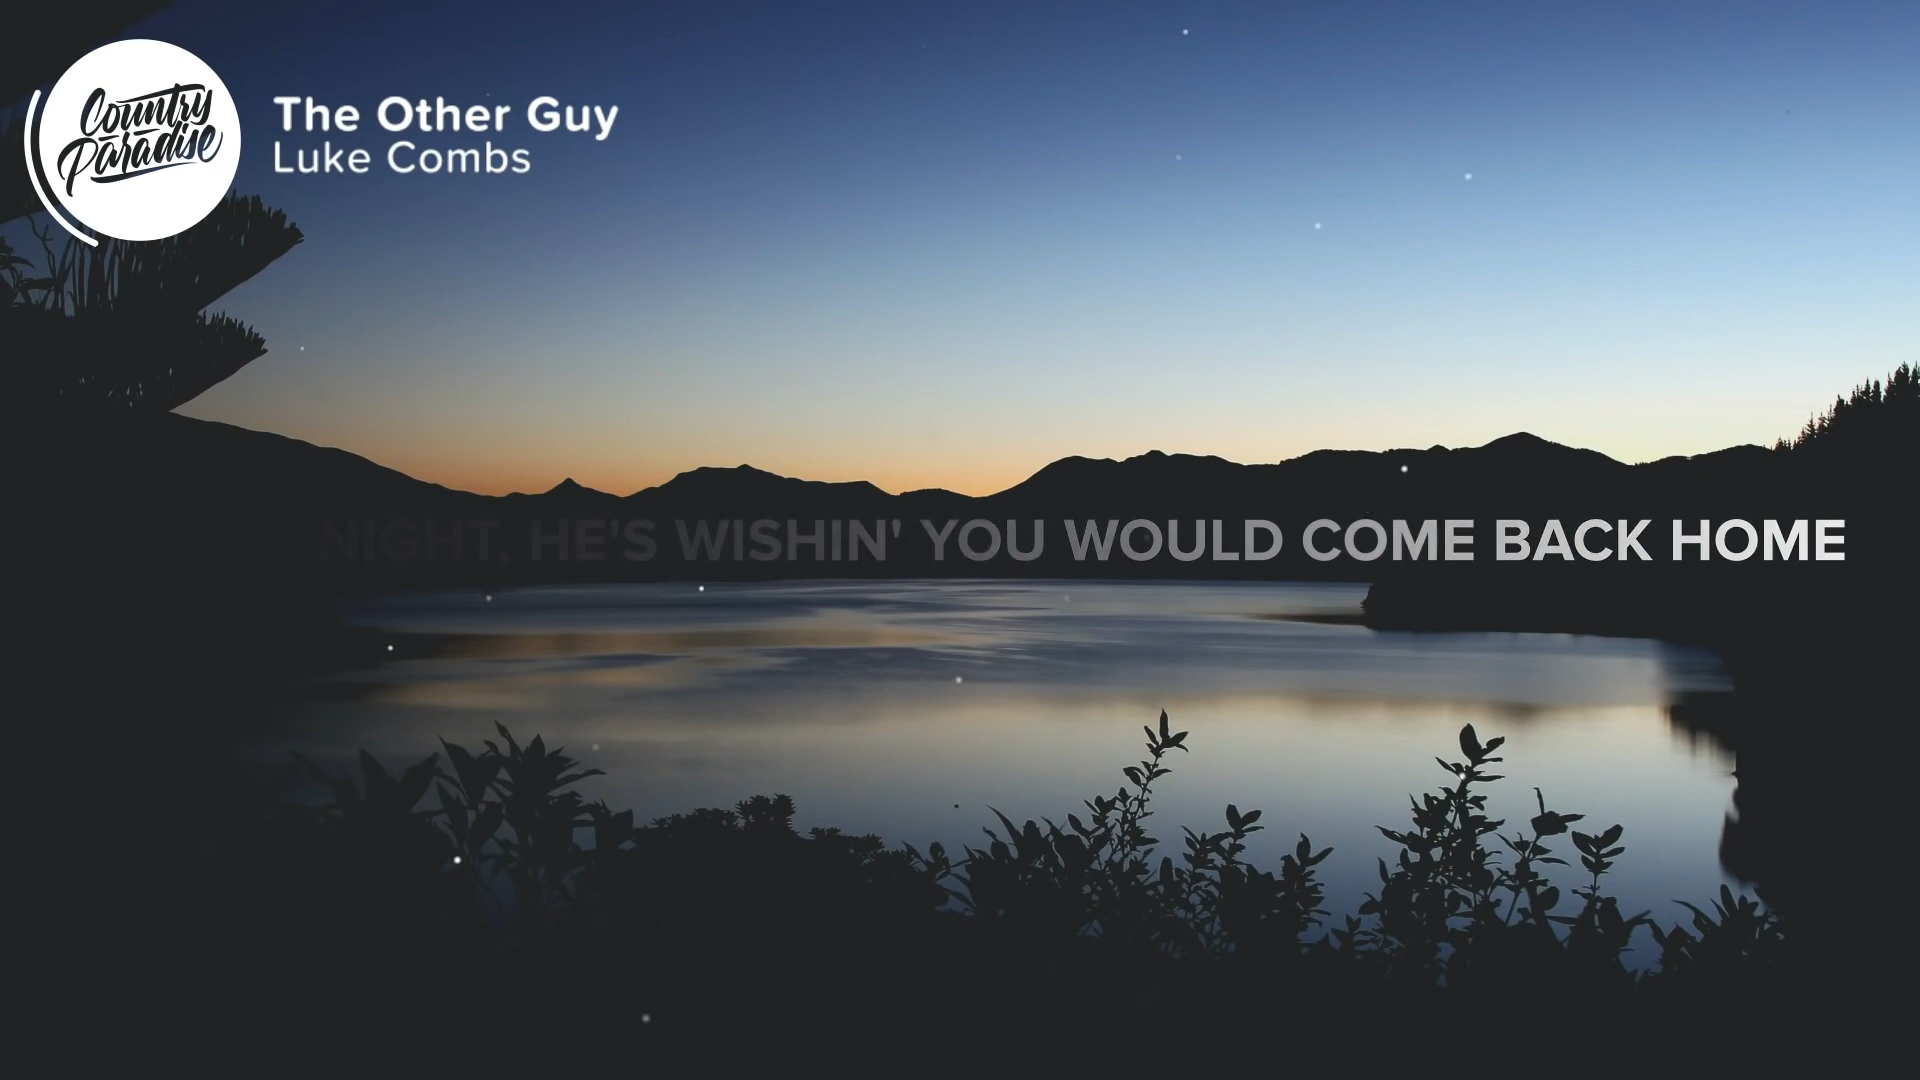 Country
Paradise
The Other Guy
Luke Combs
NIGHT, HE'S WISHIN' YOU WOULD COME BACK HOME